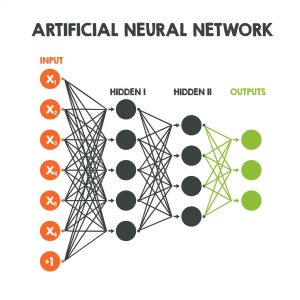 ARTIFICIAL NEURAL NETWORK
INPUT
HIDDEN I
HIDDEN II
OUTPUTS
X₁
X₂
X₃
X₄
X₅
X₆
+1